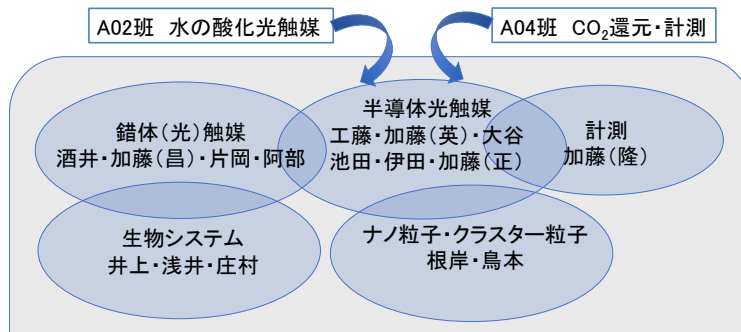 A02班 水の酸化光触媒
A04班 CO₂還元・計測
錯体(光)触媒
酒井・加藤(昌)・片岡・阿部
半導体光触媒
工藤・加藤(英)・大谷
池田・伊田・加藤(正)
計測
加藤(隆)
生物システム
井上・浅井・庄村
ナノ粒子・クラスター粒子
根岸・鳥本